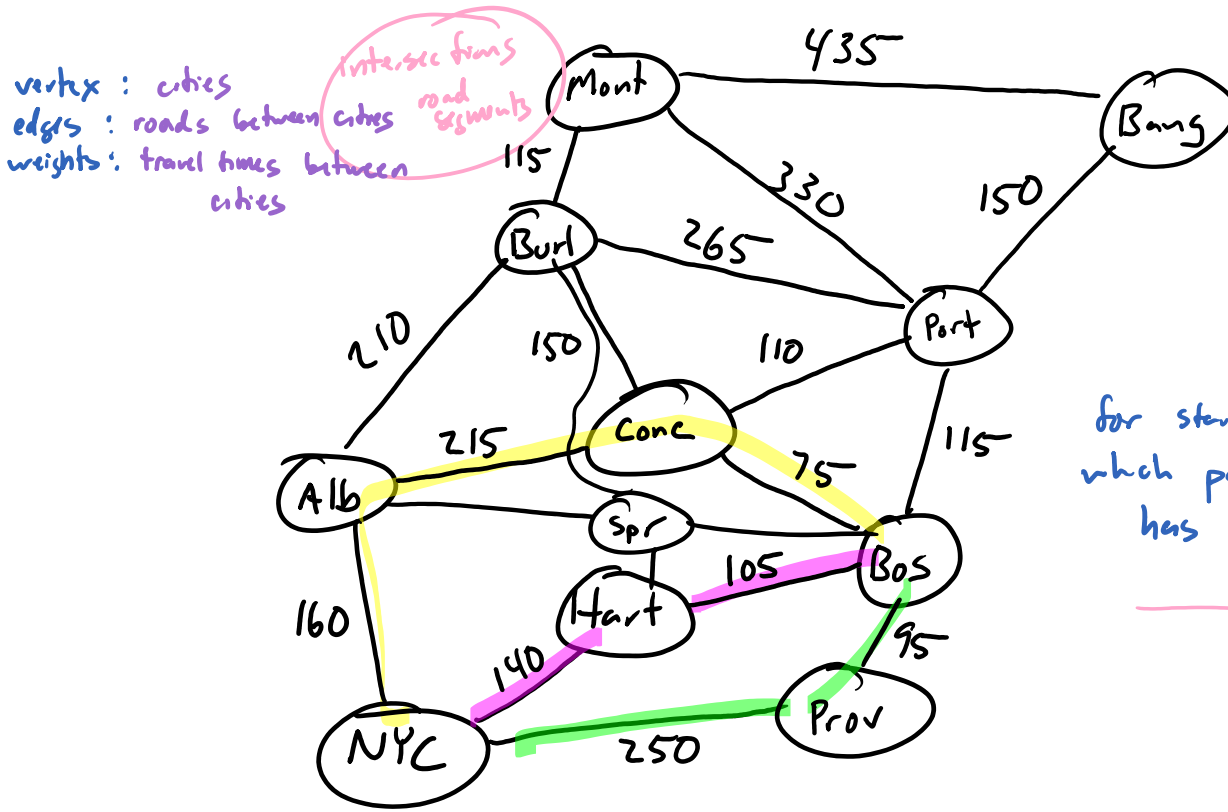 vertex : cities
edges : roads between cities
weights : travel times between
cities
intersections
road
segments
Mont
435
Bang
115
330
150
Burl
265
Port
210
150
110
Conc
215
75
115
Alb
Spr
Bos
105
Hart
160
140
95
Prov
NYC
250
for
which
has